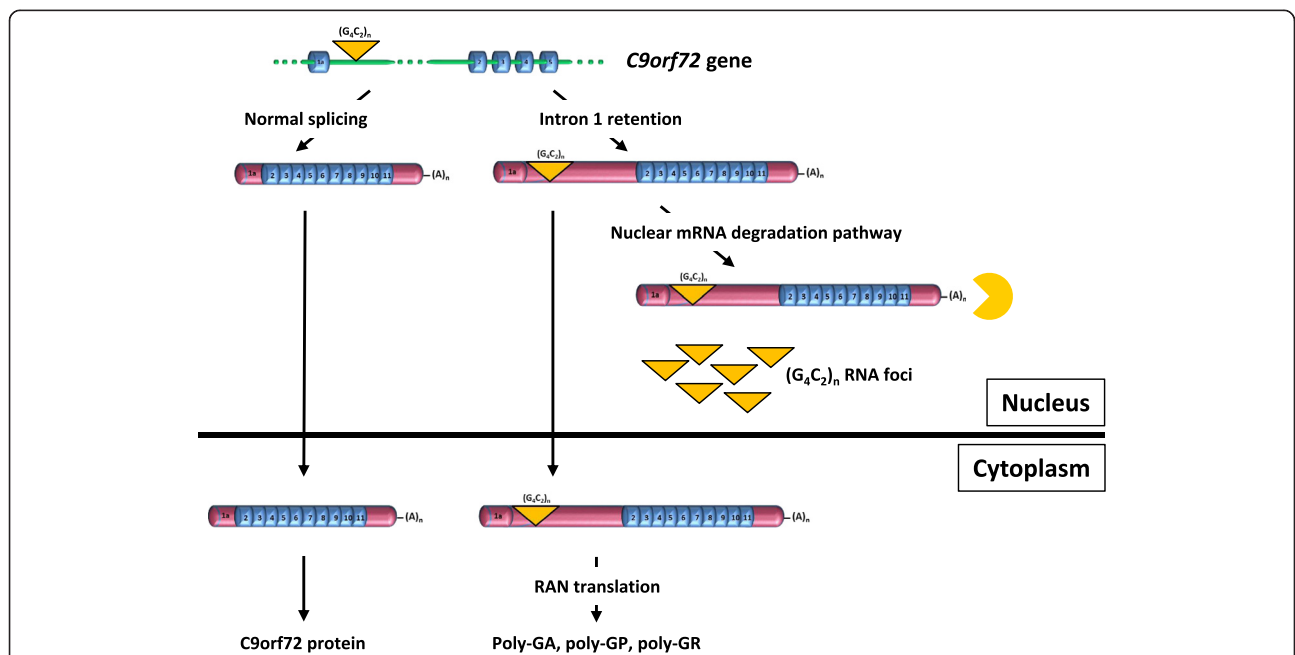 (G₄C₂)ₙ
1a 2 3 4 5 C9orf72 gene
Normal splicing Intron 1 retention
(G₄C₂)ₙ
1a 2 3 4 5 6 7 8 9 10 11 (A)ₙ 1a 2 3 4 5 6 7 8 9 10 11 (A)ₙ
Nuclear mRNA degradation pathway
(G₄C₂)ₙ
1a 2 3 4 5 6 7 8 9 10 11 (A)ₙ
(G₄C₂)ₙ RNA foci
Nucleus
Cytoplasm
(G₄C₂)ₙ
1a 2 3 4 5 6 7 8 9 10 11 (A)ₙ 1a 2 3 4 5 6 7 8 9 10 11 (A)ₙ
RAN translation
C9orf72 protein Poly-GA, poly-GP, poly-GR